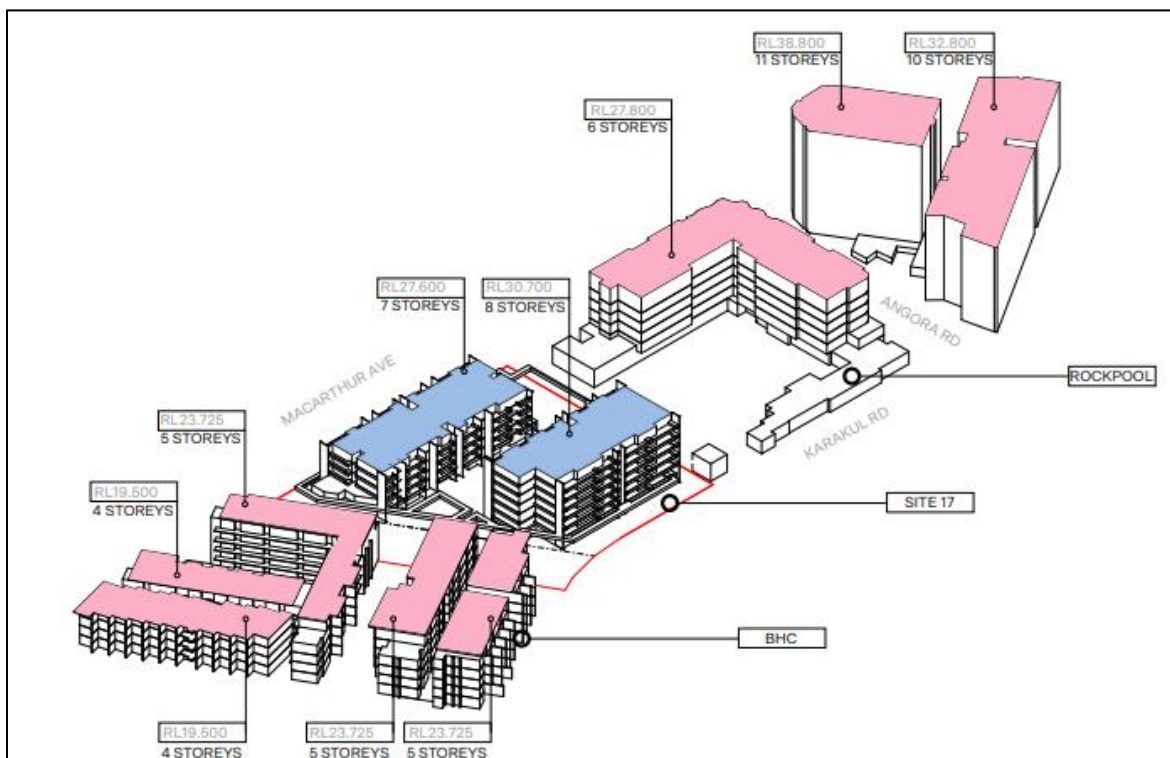 RL38.800
11 STOREYS
RL32.800
10 STOREYS
RL27.800
6 STOREYS
RL27.600
7 STOREYS
RL30.700
8 STOREYS
ANGORA RD
MACARTHUR AVE
ROCKPOOL
KARAKUL RD
RL23.725
5 STOREYS
RL19.500
4 STOREYS
SITE 17
BHC
RL19.500
4 STOREYS
RL23.725
5 STOREYS
RL23.725
5 STOREYS